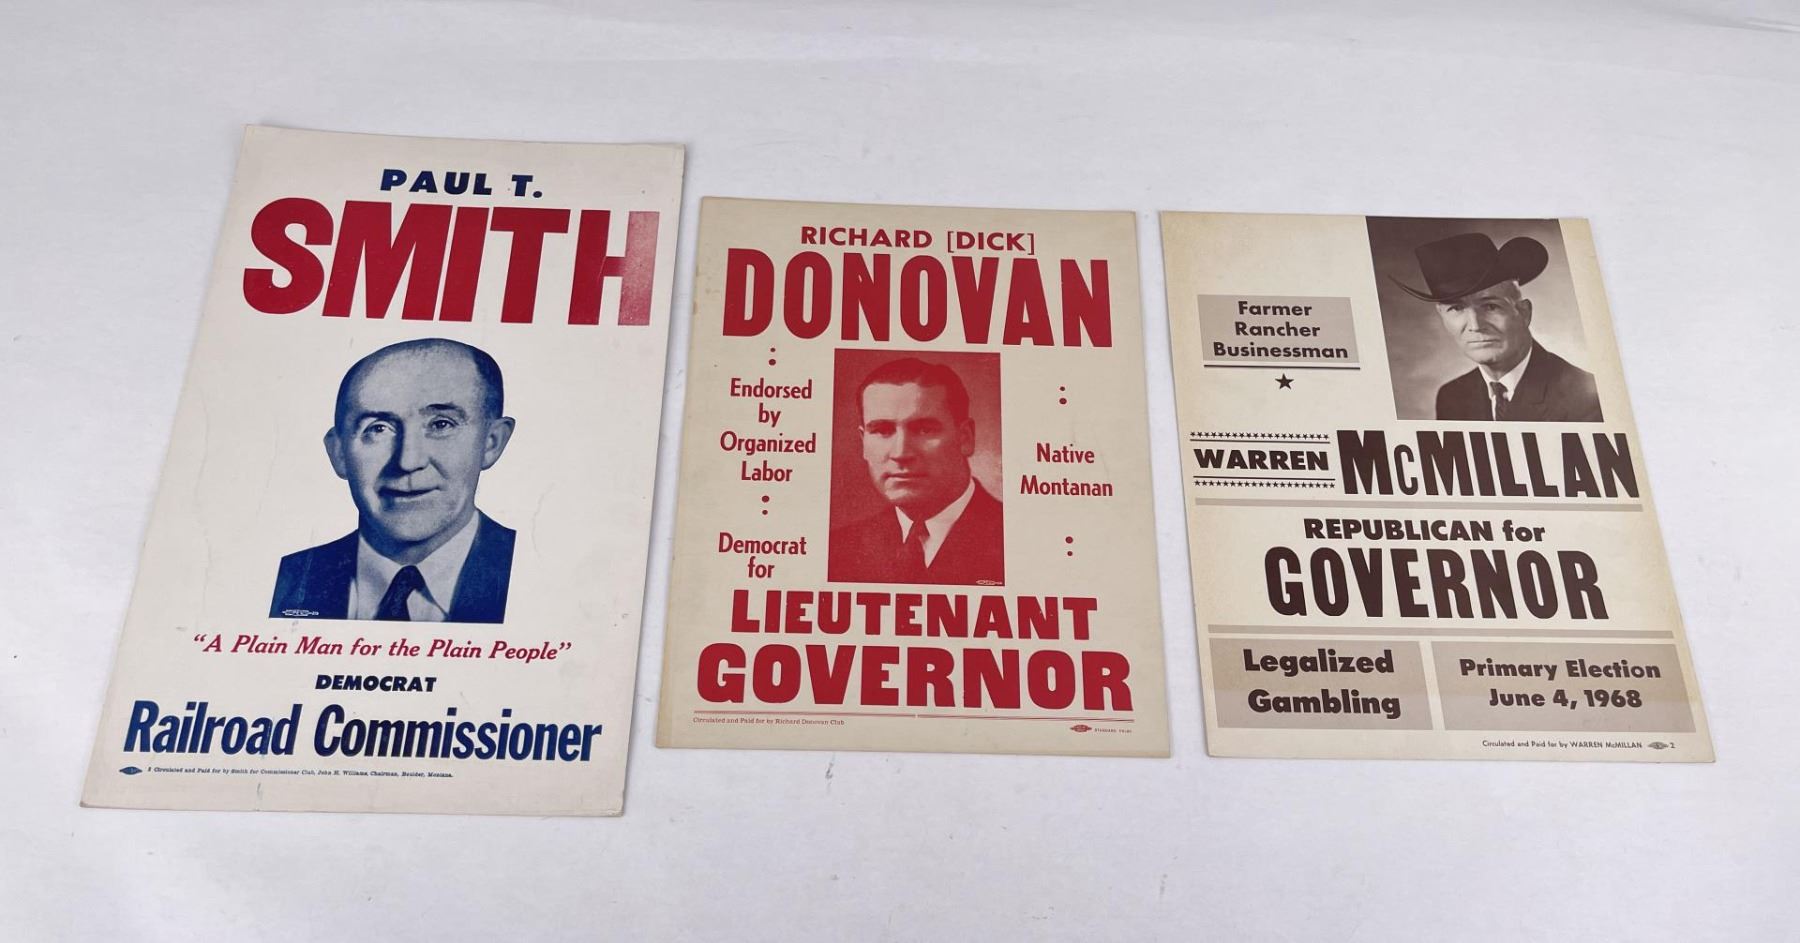 PAUL T.
SMITH
"A Plain Man for the Plain People"
DEMOCRAT
Railroad Commissioner
2 Circulated and Paid for by Smith for Commissioner Club, John H. Williams, Chairman, Boulder, Montana.
RICHARD [DICK]
DONOVAN
Endorsed
by
Organized
Labor
Democrat
for
Native
Montanan
LIEUTENANT
GOVERNOR
Circulated and Paid for by Richard Donovan Club
Farmer
Rancher
Businessman
WARREN McMILLAN
REPUBLICAN for
GOVERNOR
Legalized
Gambling
Primary Election
June 4, 1968
Circulated and Paid for by WARREN McMILLAN 2